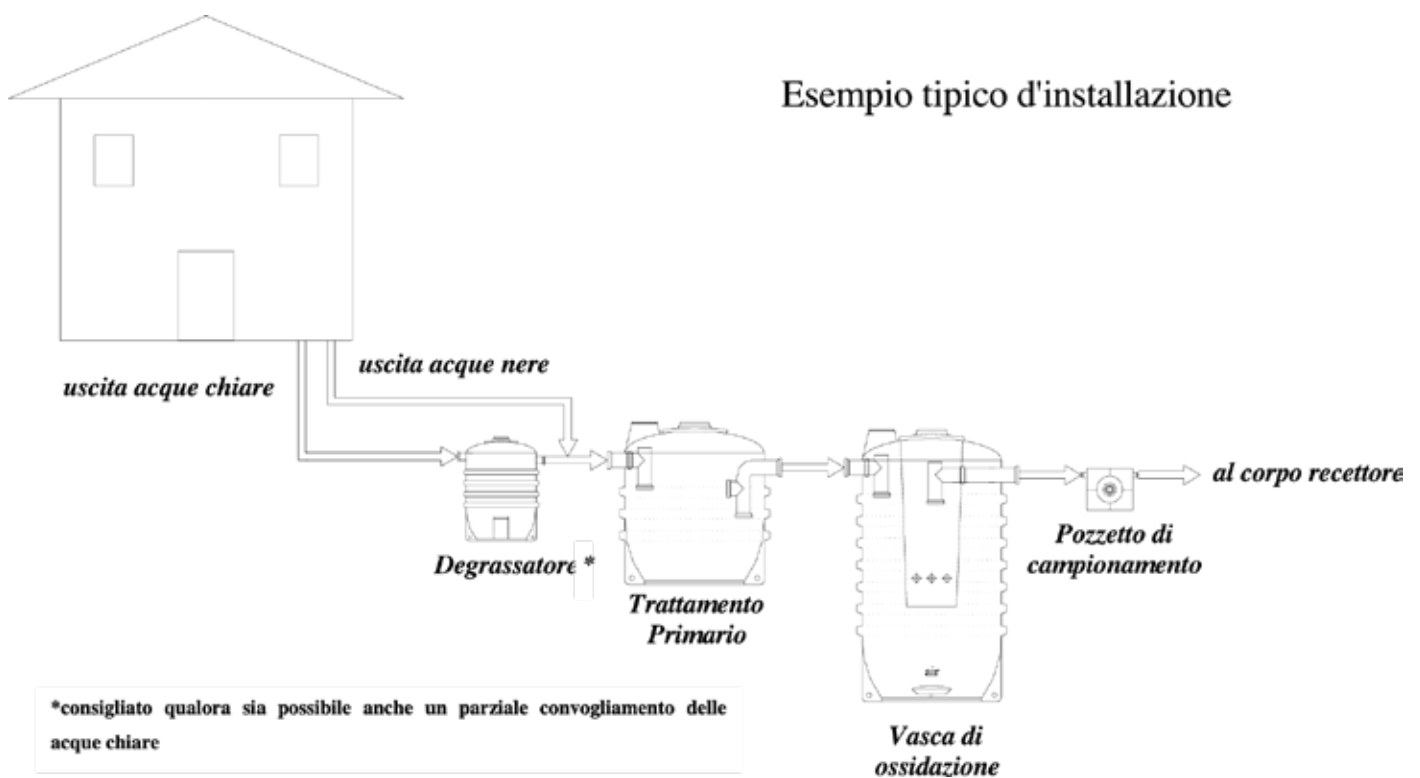 Esempio tipico d'installazione
uscita acque nere
uscita acque chiare
al corpo recettore
Degrassatore *
Pozzetto di
campionamento
Trattamento
Primario
air
*consigliato qualora sia possibile anche un parziale convogliamento delle
acque chiare
Vasca di
ossidazione